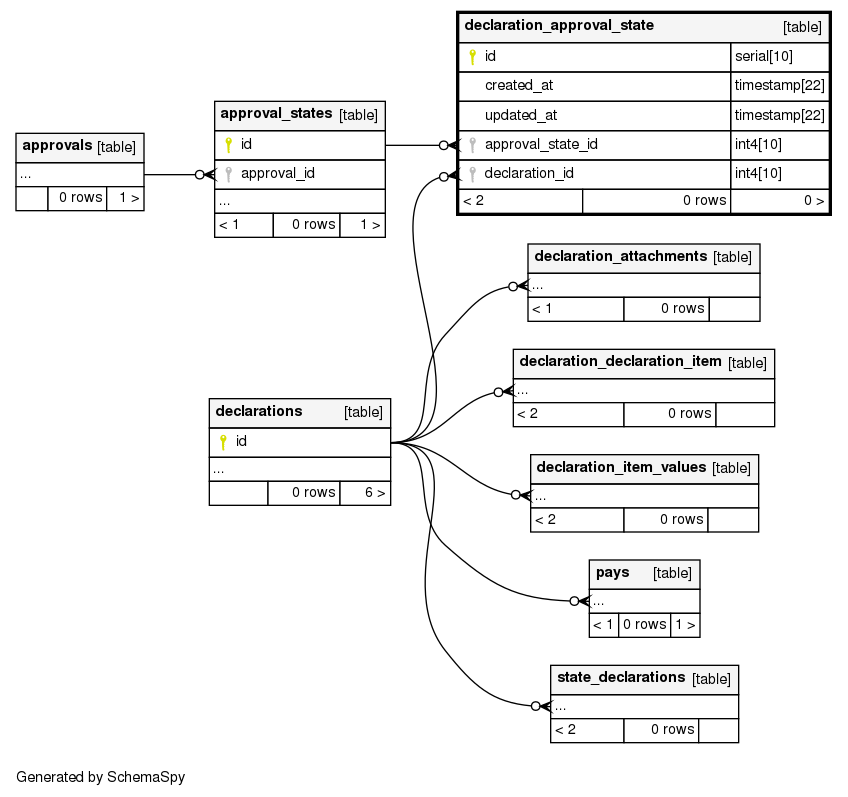 declaration_approval_state [table]
id serial[10]
created_at timestamp[22]
updated_at timestamp[22]
approval_state_id int4[10]
declaration_id int4[10]
< 2 0 rows 0 >
approval_states [table]
id
approval_id
...
< 1 0 rows 1 >
approvals [table]
...
0 rows 1 >
declaration_attachments [table]
...
< 1 0 rows
declaration_declaration_item [table]
...
< 2 0 rows
declarations [table]
id
...
0 rows 6 >
declaration_item_values [table]
...
< 2 0 rows
pays [table]
...
< 1 0 rows 1 >
state_declarations [table]
...
< 2 0 rows
Generated by SchemaSpy